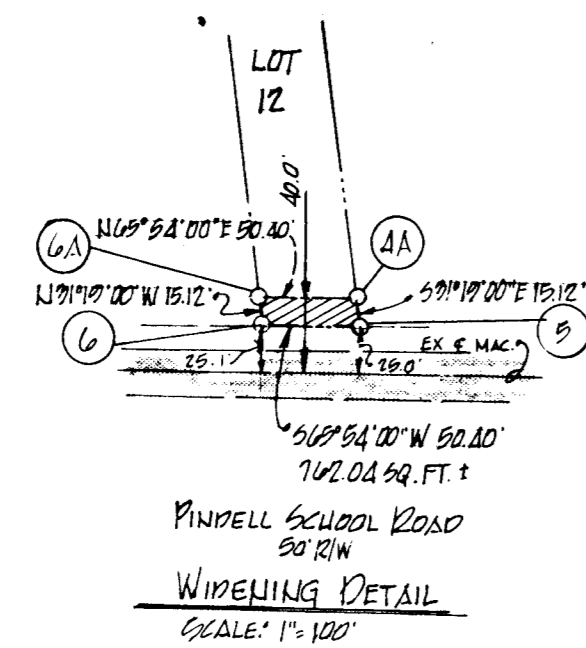 LOT
12
40.0'
N65°54'00"E 50.40'
6A
4A
N31°19'00"W 15.12'
S31°19'00"E 15.12'
6
5
EX ℄ MAC.
25.1'
25.0'
S65°54'00"W 50.40'
762.04 SQ.FT. ±
PINDELL SCHOOL ROAD
50' R/W
WIDENING DETAIL
SCALE: 1"=100'